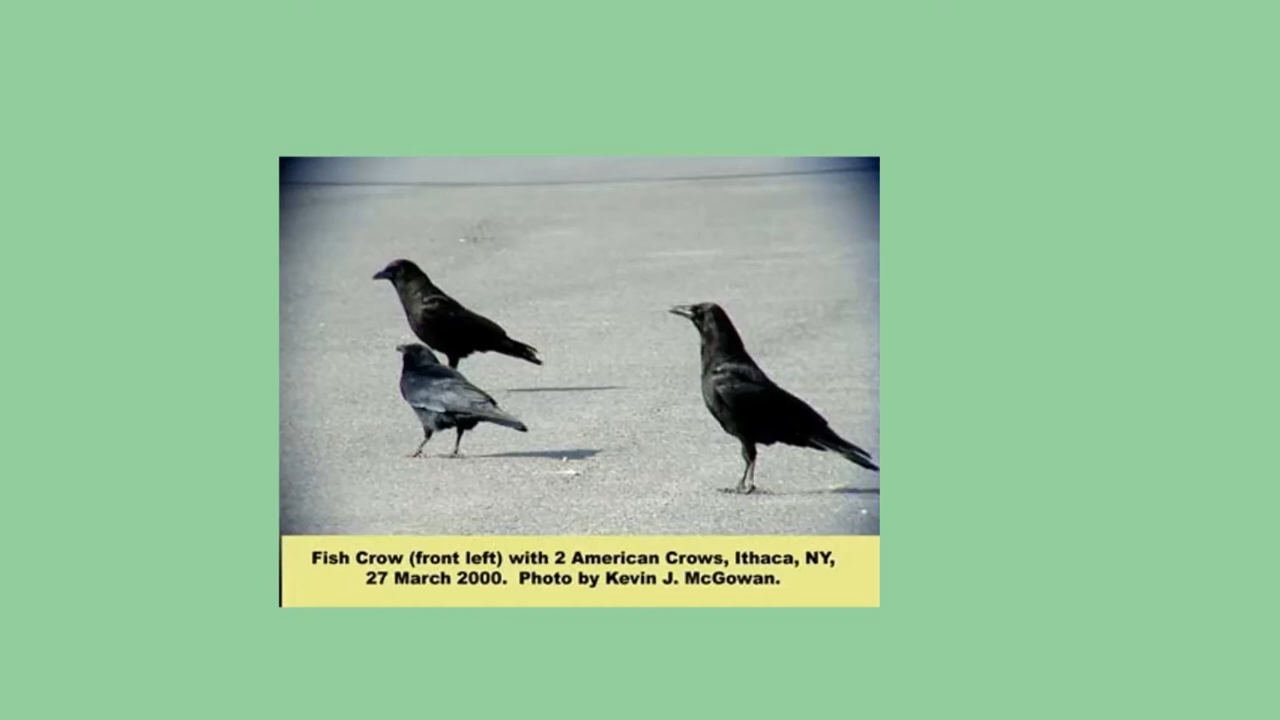 Fish Crow (front left) with 2 American Crows, Ithaca, NY,
27 March 2000.  Photo by Kevin J. McGowan.